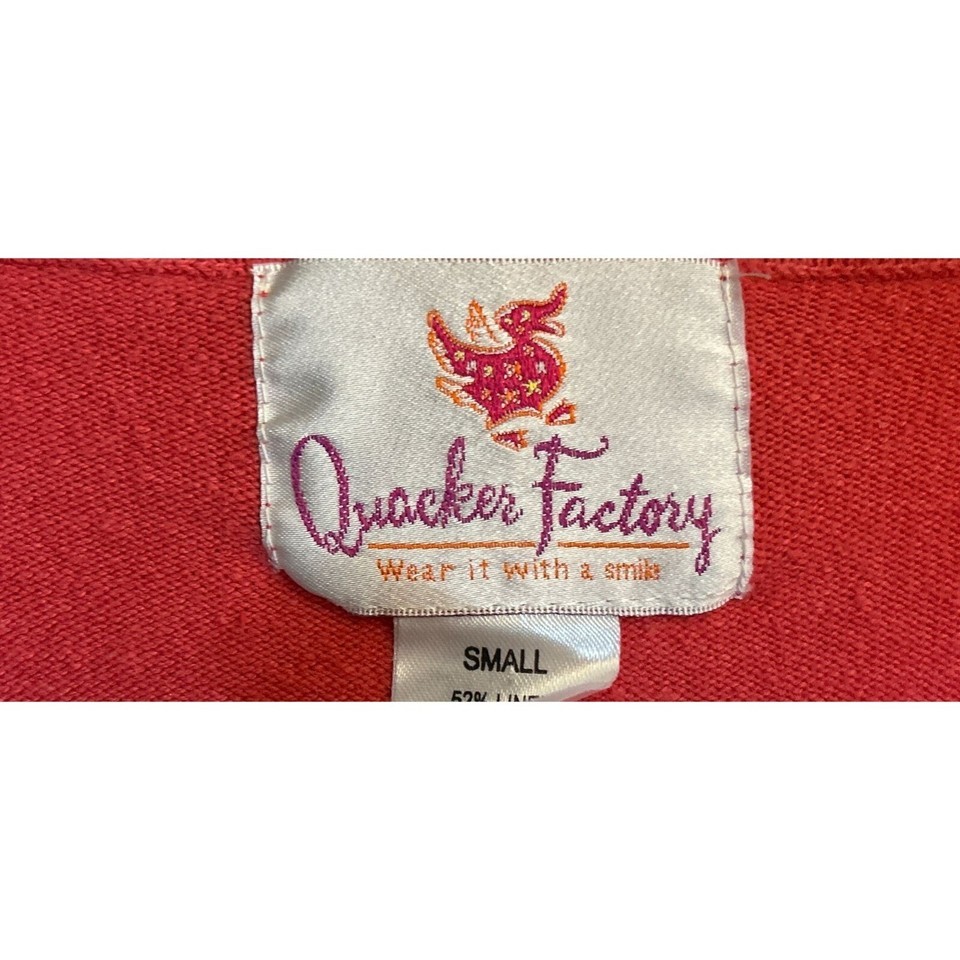 Quacker Factory
Wear it with a smile
SMALL